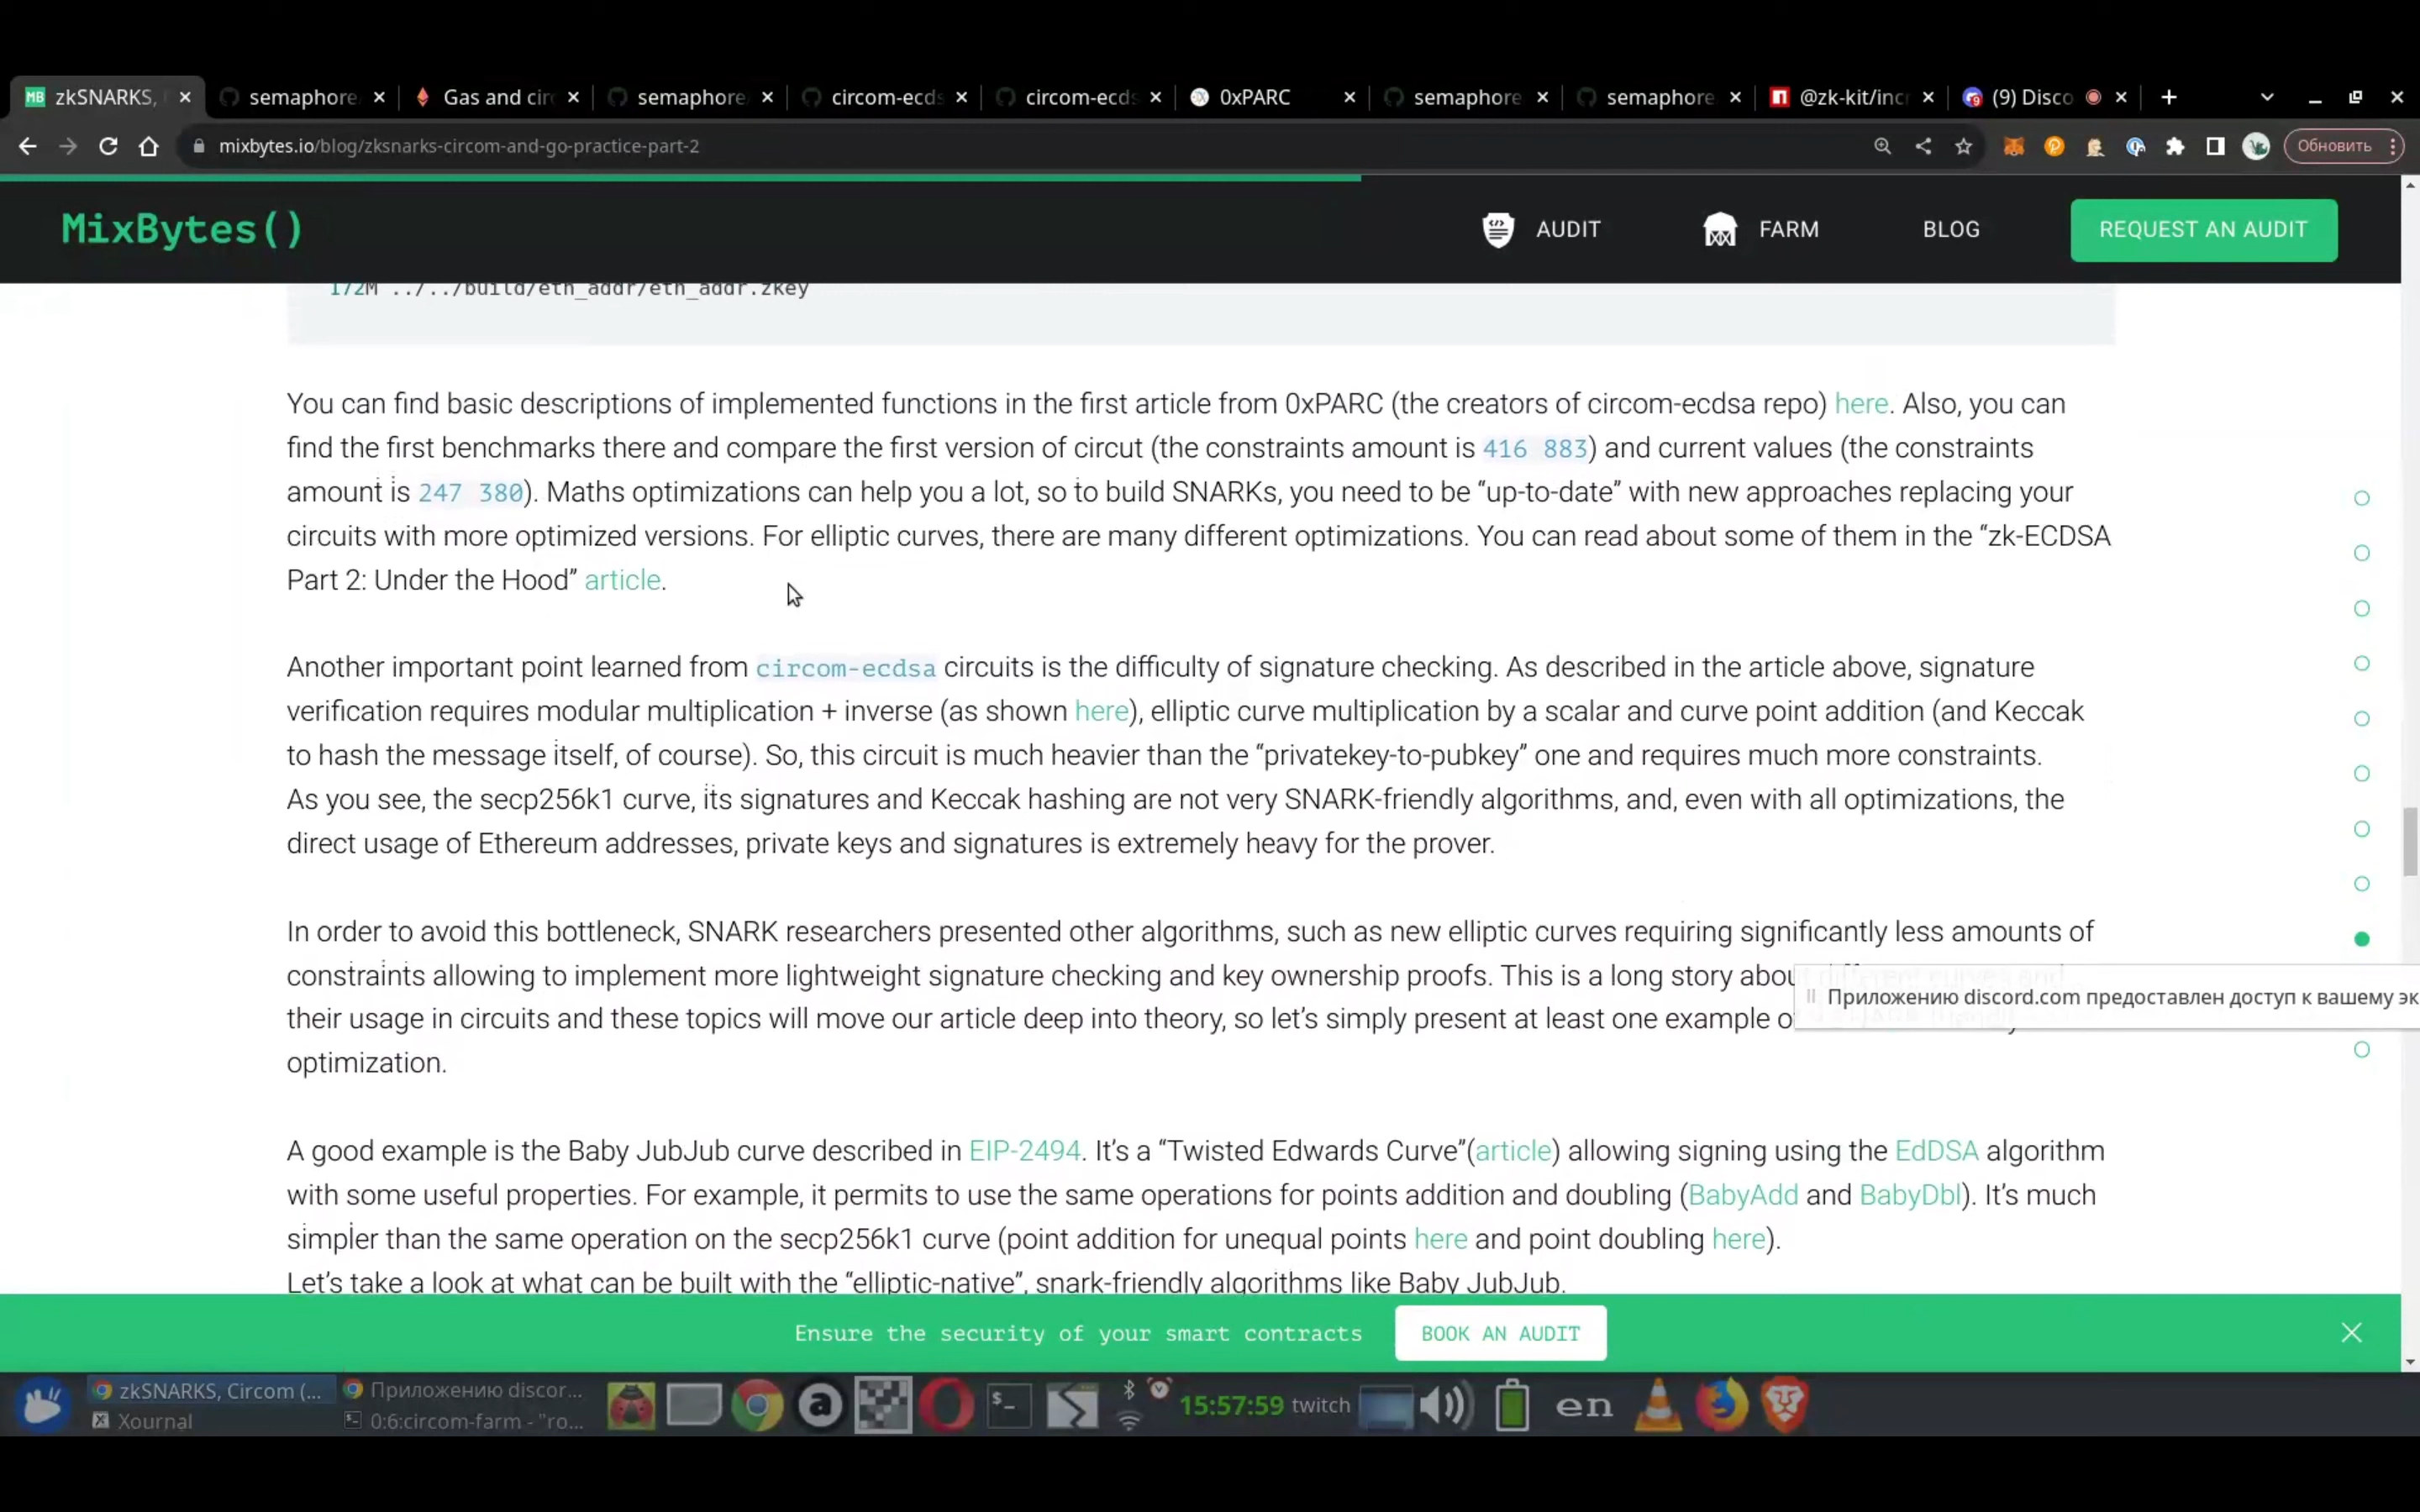 zkSNARKS,
semaphore
Gas and circ
semaphore
circom-ecds
circom-ecds
0xPARC
semaphore
semaphore
@zk-kit/incr
(9) Disco
mixbytes.io/blog/zksnarks-circom-and-go-practice-part-2
Обновить
MixBytes()
AUDIT
FARM
BLOG
REQUEST AN AUDIT
172M ../../build/eth_addr/eth_addr.zkey
You can find basic descriptions of implemented functions in the first article from 0xPARC (the creators of circom-ecdsa repo) here. Also, you can
find the first benchmarks there and compare the first version of circut (the constraints amount is 416 883) and current values (the constraints
amount is 247 380). Maths optimizations can help you a lot, so to build SNARKs, you need to be “up-to-date” with new approaches replacing your
circuits with more optimized versions. For elliptic curves, there are many different optimizations. You can read about some of them in the “zk-ECDSA
Part 2: Under the Hood” article.
Another important point learned from circom-ecdsa circuits is the difficulty of signature checking. As described in the article above, signature
verification requires modular multiplication + inverse (as shown here), elliptic curve multiplication by a scalar and curve point addition (and Keccak
to hash the message itself, of course). So, this circuit is much heavier than the “privatekey-to-pubkey” one and requires much more constraints.
As you see, the secp256k1 curve, its signatures and Keccak hashing are not very SNARK-friendly algorithms, and, even with all optimizations, the
direct usage of Ethereum addresses, private keys and signatures is extremely heavy for the prover.
In order to avoid this bottleneck, SNARK researchers presented other algorithms, such as new elliptic curves requiring significantly less amounts of
constraints allowing to implement more lightweight signature checking and key ownership proofs. This is a long story about
their usage in circuits and these topics will move our article deep into theory, so let’s simply present at least one example
optimization.
Приложению discord.com предоставлен доступ к вашему эк
A good example is the Baby JubJub curve described in EIP-2494. It’s a “Twisted Edwards Curve”(article) allowing signing using the EdDSA algorithm
with some useful properties. For example, it permits to use the same operations for points addition and doubling (BabyAdd and BabyDbl). It’s much
simpler than the same operation on the secp256k1 curve (point addition for unequal points here and point doubling here).
Let’s take a look at what can be built with the “elliptic-native”, snark-friendly algorithms like Baby JubJub.
Ensure the security of your smart contracts
BOOK AN AUDIT
zkSNARKS, Circom (...
Xournal
Приложению discor...
0:6:circom-farm - "ro...
15:57:59 twitch
en